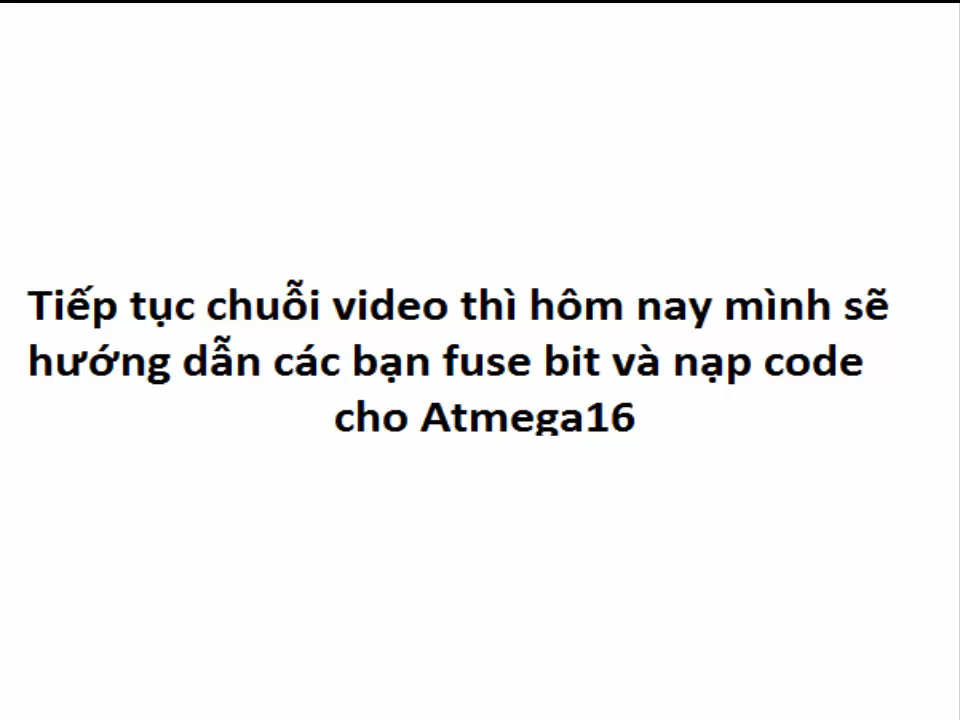 Tiếp tục chuỗi video thì hôm nay mình sẽ
hướng dẫn các bạn fuse bit và nạp code
cho Atmega16